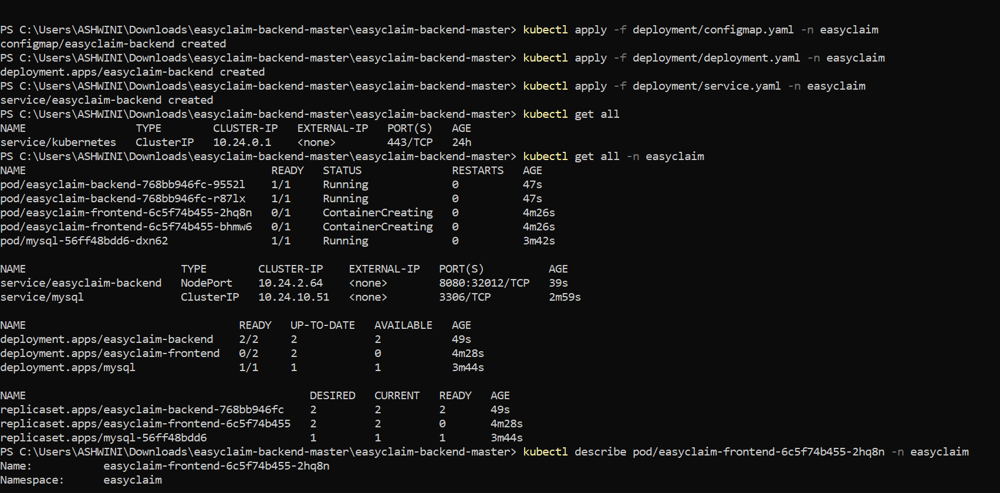 PS C:\Users\ASHWINI\Downloads\easyclaim-backend-master\easyclaim-backend-master> kubectl apply -f deployment/configmap.yaml -n easyclaim
configmap/easyclaim-backend created
PS C:\Users\ASHWINI\Downloads\easyclaim-backend-master\easyclaim-backend-master> kubectl apply -f deployment/deployment.yaml -n easyclaim
deployment.apps/easyclaim-backend created
PS C:\Users\ASHWINI\Downloads\easyclaim-backend-master\easyclaim-backend-master> kubectl apply -f deployment/service.yaml -n easyclaim
service/easyclaim-backend created
PS C:\Users\ASHWINI\Downloads\easyclaim-backend-master\easyclaim-backend-master> kubectl get all
NAME                 TYPE        CLUSTER-IP   EXTERNAL-IP   PORT(S)   AGE
service/kubernetes   ClusterIP   10.24.0.1    <none>        443/TCP   24h
PS C:\Users\ASHWINI\Downloads\easyclaim-backend-master\easyclaim-backend-master> kubectl get all -n easyclaim
NAME                                      READY   STATUS              RESTARTS   AGE
pod/easyclaim-backend-768bb946fc-9552l    1/1     Running             0          47s
pod/easyclaim-backend-768bb946fc-r87lx    1/1     Running             0          47s
pod/easyclaim-frontend-6c5f74b455-2hq8n   0/1     ContainerCreating   0          4m26s
pod/easyclaim-frontend-6c5f74b455-bhmw6   0/1     ContainerCreating   0          4m26s
pod/mysql-56ff48bdd6-dxn62                1/1     Running             0          3m42s

NAME                        TYPE        CLUSTER-IP    EXTERNAL-IP   PORT(S)          AGE
service/easyclaim-backend   NodePort    10.24.2.64    <none>        8080:32012/TCP   39s
service/mysql               ClusterIP   10.24.10.51   <none>        3306/TCP         2m59s

NAME                                 READY   UP-TO-DATE   AVAILABLE   AGE
deployment.apps/easyclaim-backend    2/2     2            2           49s
deployment.apps/easyclaim-frontend   0/2     2            0           4m28s
deployment.apps/mysql                1/1     1            1           3m44s

NAME                                            DESIRED   CURRENT   READY   AGE
replicaset.apps/easyclaim-backend-768bb946fc    2         2         2       49s
replicaset.apps/easyclaim-frontend-6c5f74b455   2         2         0       4m28s
replicaset.apps/mysql-56ff48bdd6                1         1         1       3m44s
PS C:\Users\ASHWINI\Downloads\easyclaim-backend-master\easyclaim-backend-master> kubectl describe pod/easyclaim-frontend-6c5f74b455-2hq8n -n easyclaim
Name:           easyclaim-frontend-6c5f74b455-2hq8n
Namespace:      easyclaim